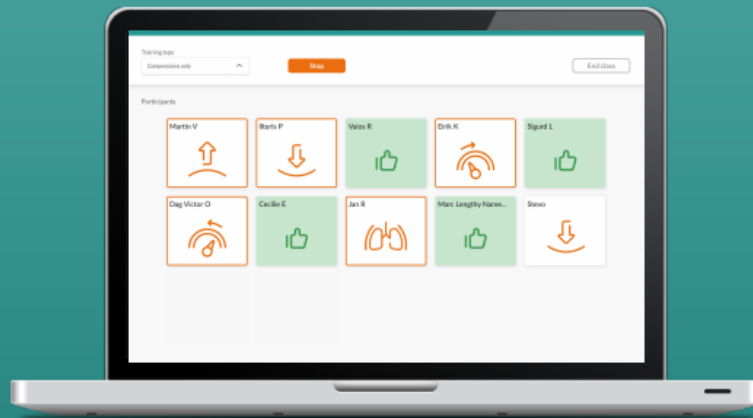 Training type
Compressions only
Stop
End class
Participants
Martin V
Iiteris P
Vaios R
Eirik K
Sigurd L
Dag Victor O
Cecilie E
Jan R
Marc Lengthy Name...
Stevo